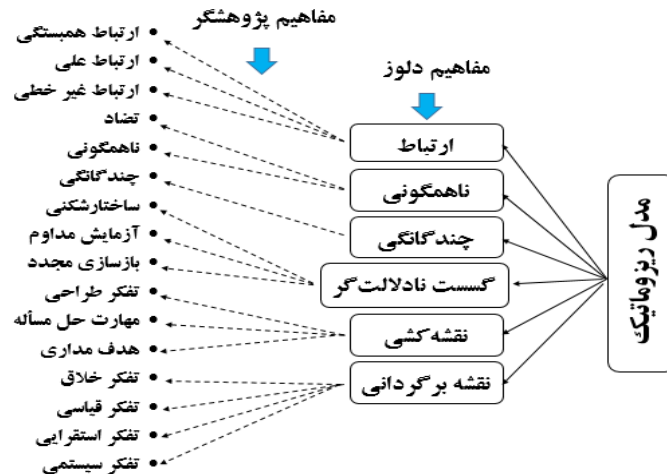 مفاهیم پژوهشگر
مفاهیم دلوز
مدل ریزوماتیک
ارتباط
ناهمگونی
چندگانگی
گسست نادلالت‌گر
نقشه‌کشی
نقشه برگردانی
• ارتباط همبستگی
• ارتباط علی
• ارتباط غیر خطی
• تضاد
• ناهمگونی
• چندگانگی
• ساختارشکنی
• آزمایش مداوم
• بازسازی مجدد
• تفکر طراحی
• مهارت حل مسأله
• هدف مداری
• تفکر خلاق
• تفکر قیاسی
• تفکر استقرایی
• تفکر سیستمی